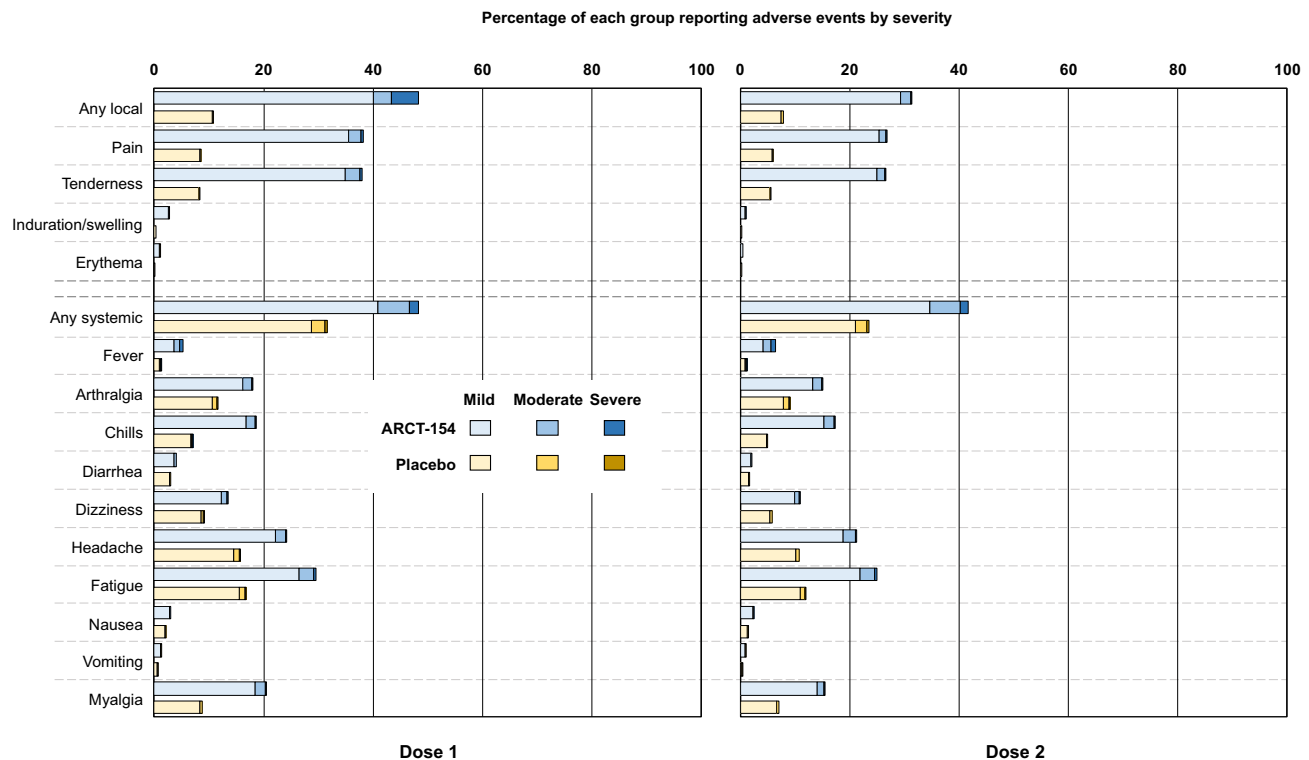 Percentage of each group reporting adverse events by severity
0 20 40 60 80 100 0 20 40 60 80 100
Any local
Pain
Tenderness
Induration/swelling
Erythema
Any systemic
Fever
Arthralgia
Mild Moderate Severe
ARCT-154
Chills
Placebo
Diarrhea
Dizziness
Headache
Fatigue
Nausea
Vomiting
Myalgia
Dose 1 Dose 2